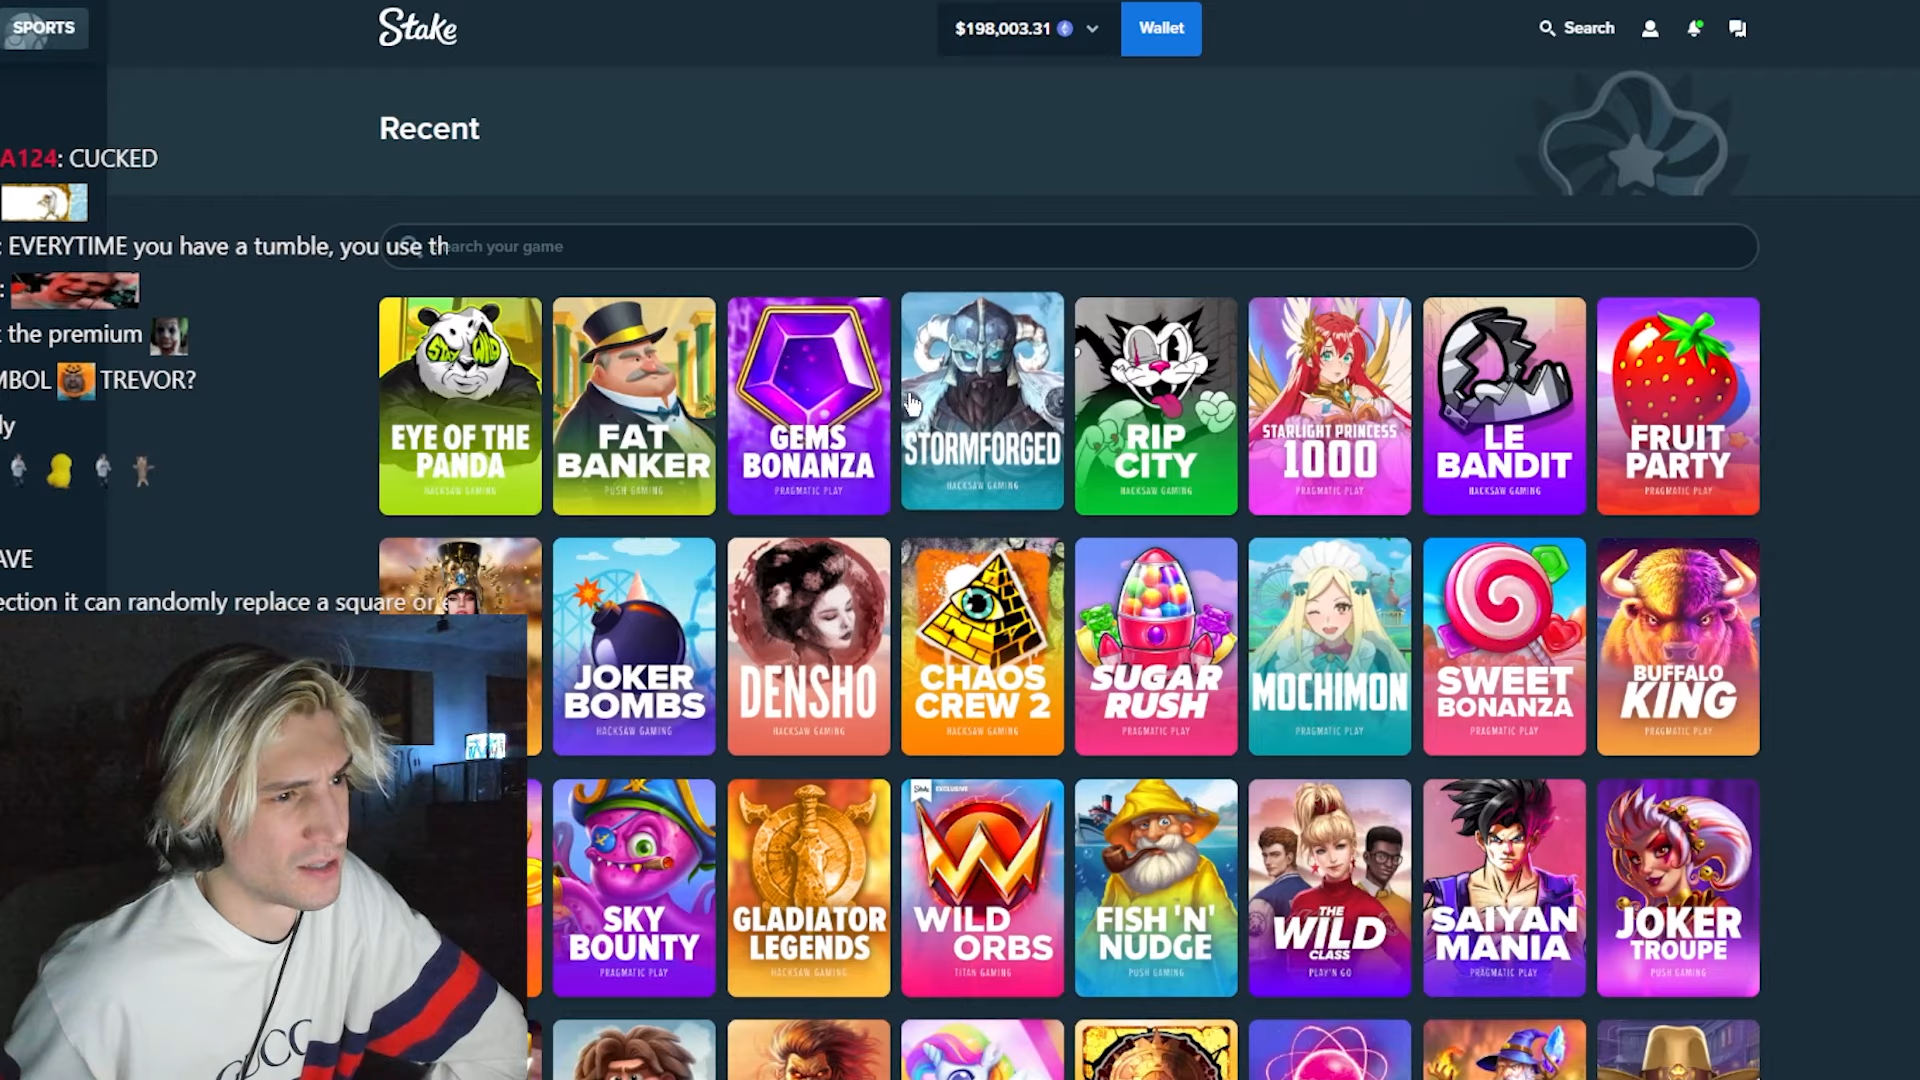 SPORTS
Stake
$198,003.31
Wallet
Search
Recent
A124: CUCKED
: EVERYTIME you have a tumble, you use th
earch your game
:
the premium
MBOL TREVOR?
ly
AVE
ection it can randomly replace a square or
STAY WILD
EYE OF THE
PANDA
HACKSAW GAMING
FAT
BANKER
PUSH GAMING
GEMS
BONANZA
PRAGMATIC PLAY
STORMFORGED
HACKSAW GAMING
RIP
CITY
HACKSAW GAMING
STARLIGHT PRINCESS
1000
PRAGMATIC PLAY
LE
BANDIT
HACKSAW GAMING
FRUIT
PARTY
PRAGMATIC PLAY
JOKER
BOMBS
HACKSAW GAMING
DENSHO
HACKSAW GAMING
CHAOS
CREW 2
HACKSAW GAMING
SUGAR
RUSH
PRAGMATIC PLAY
MOCHIMON
PRAGMATIC PLAY
SWEET
BONANZA
PRAGMATIC PLAY
BUFFALO
KING
PRAGMATIC PLAY
SKY
BOUNTY
PRAGMATIC PLAY
GLADIATOR
LEGENDS
HACKSAW GAMING
Stake EXCLUSIVE
W
WILD
ORBS
TITAN GAMING
FISH 'N'
NUDGE
PUSH GAMING
THE
WILD
CLASS
PLAY'N GO
SAIYAN
MANIA
PRAGMATIC PLAY
JOKER
TROUPE
PUSH GAMING
GUCC